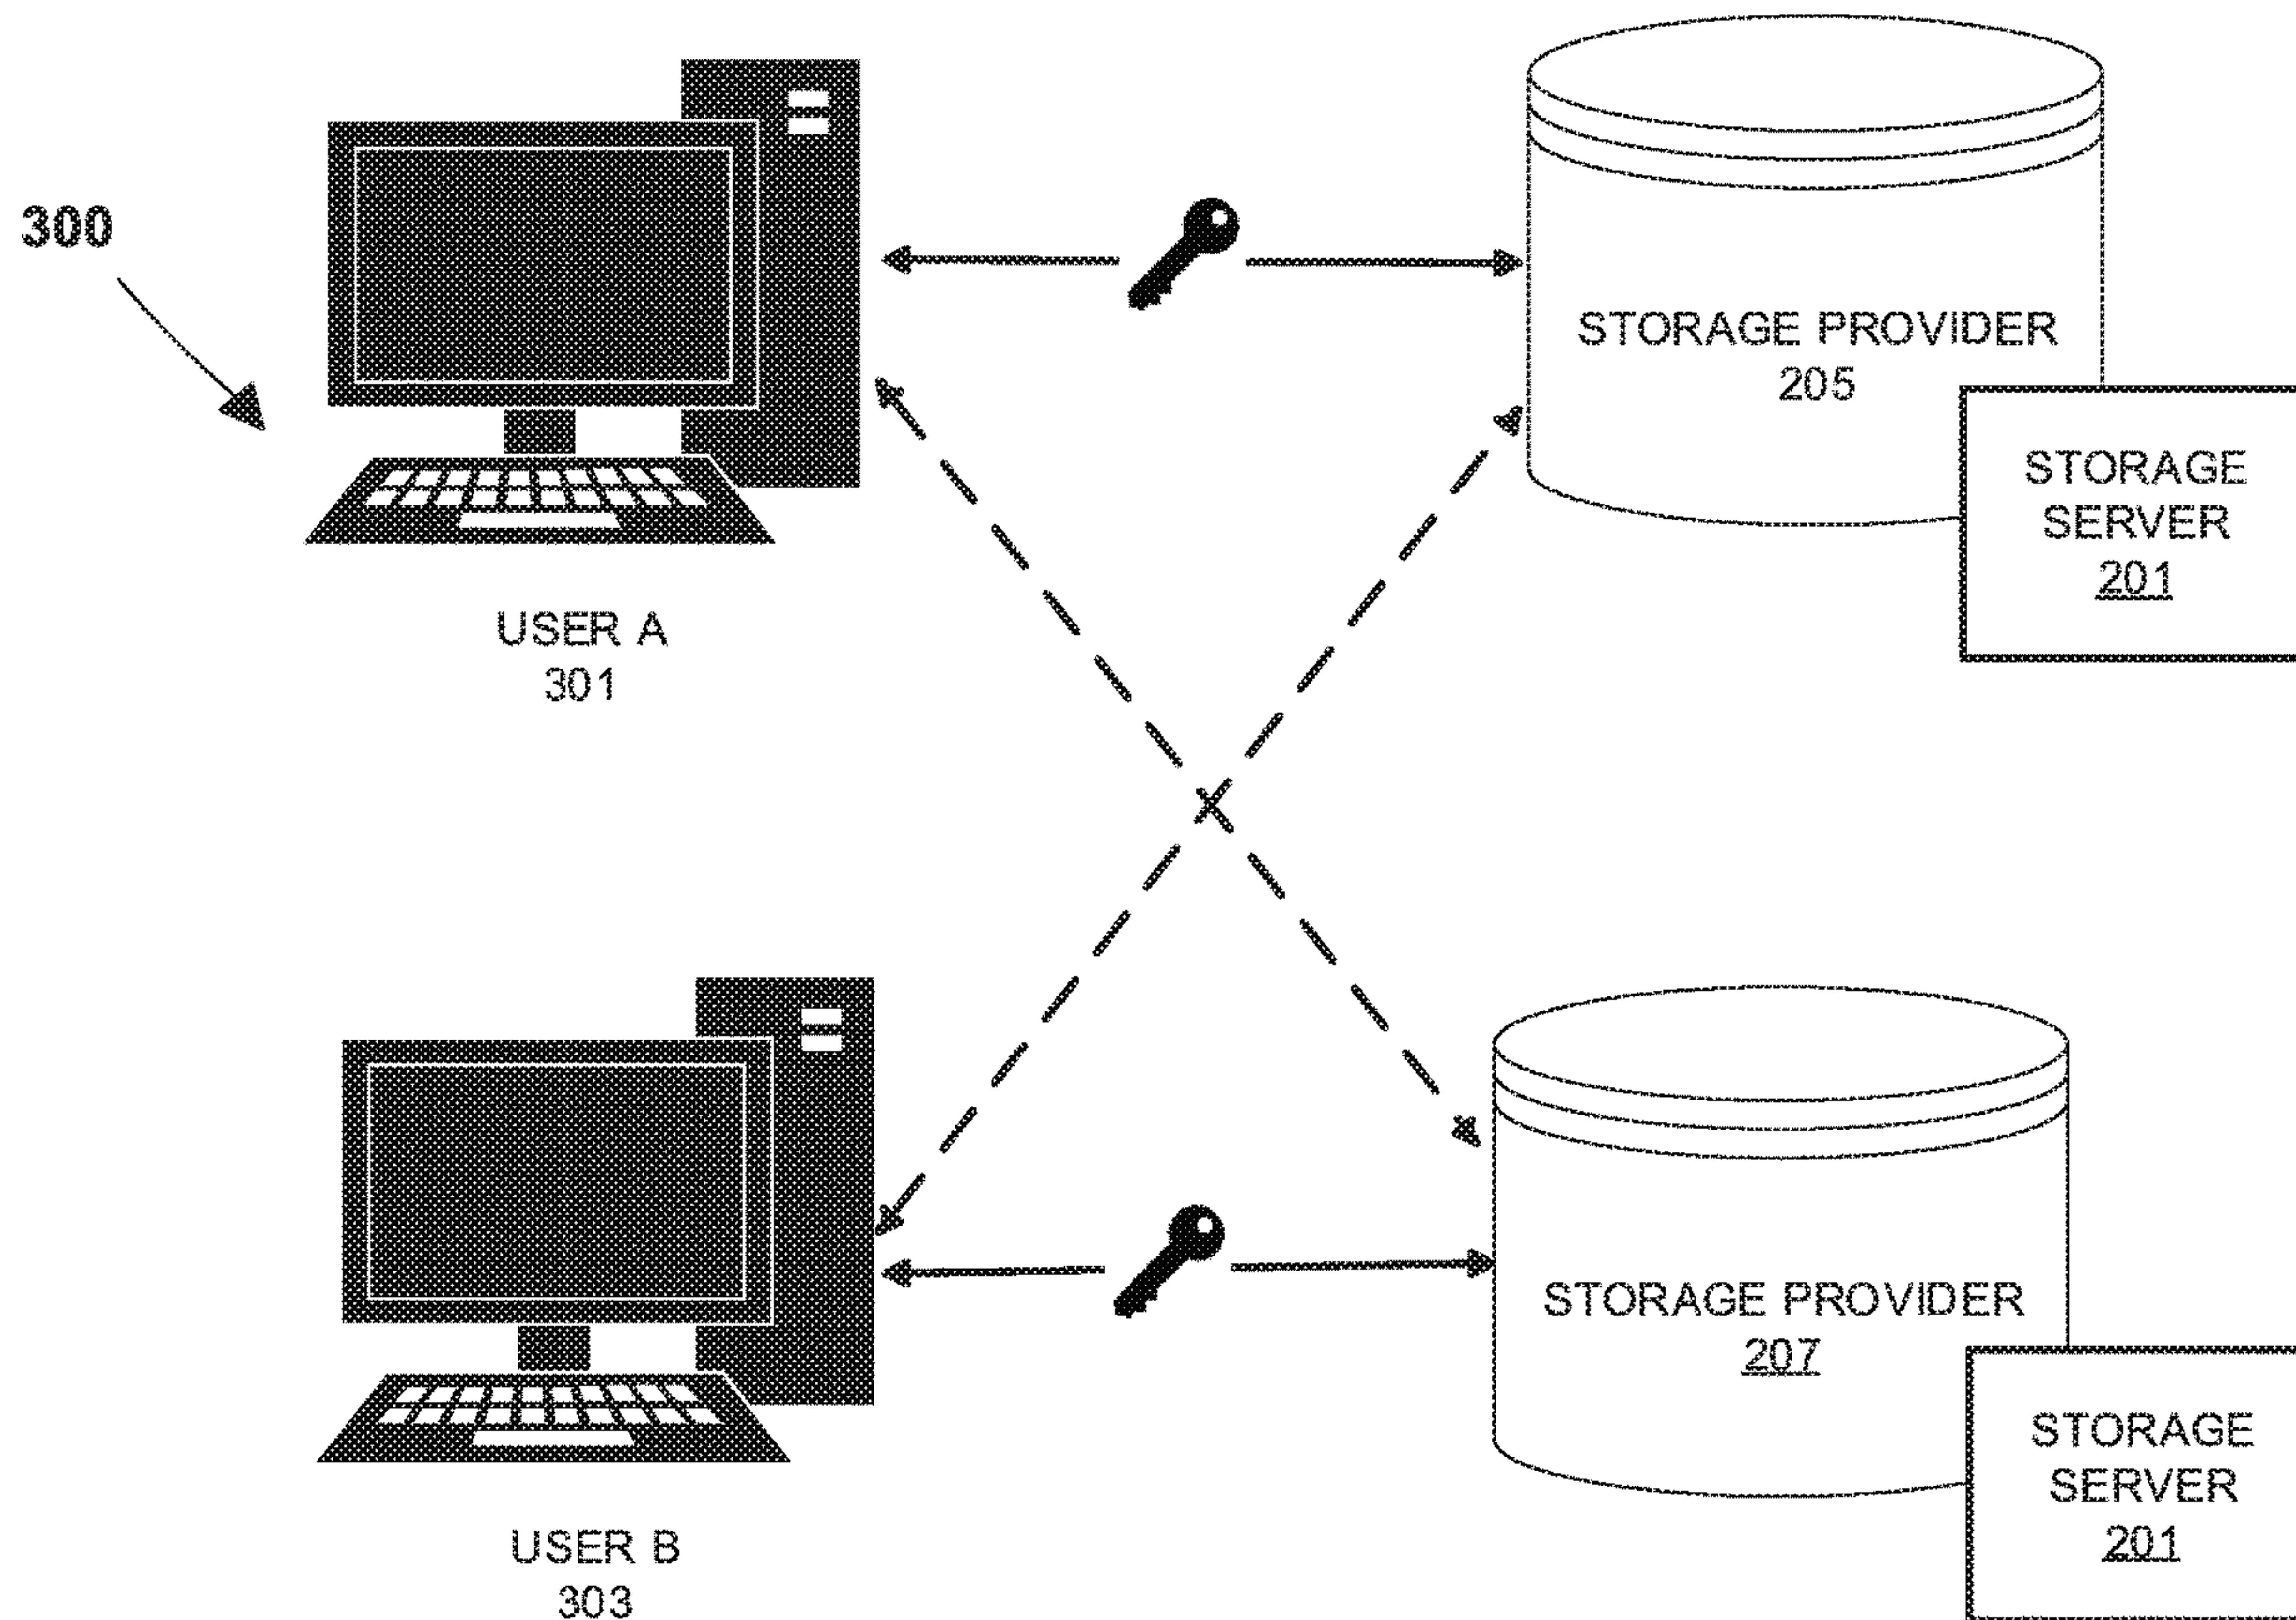 300
STORAGE PROVIDER
205
STORAGE
SERVER
201
USER A
301
STORAGE PROVIDER
207
STORAGE
SERVER
201
USER B
303